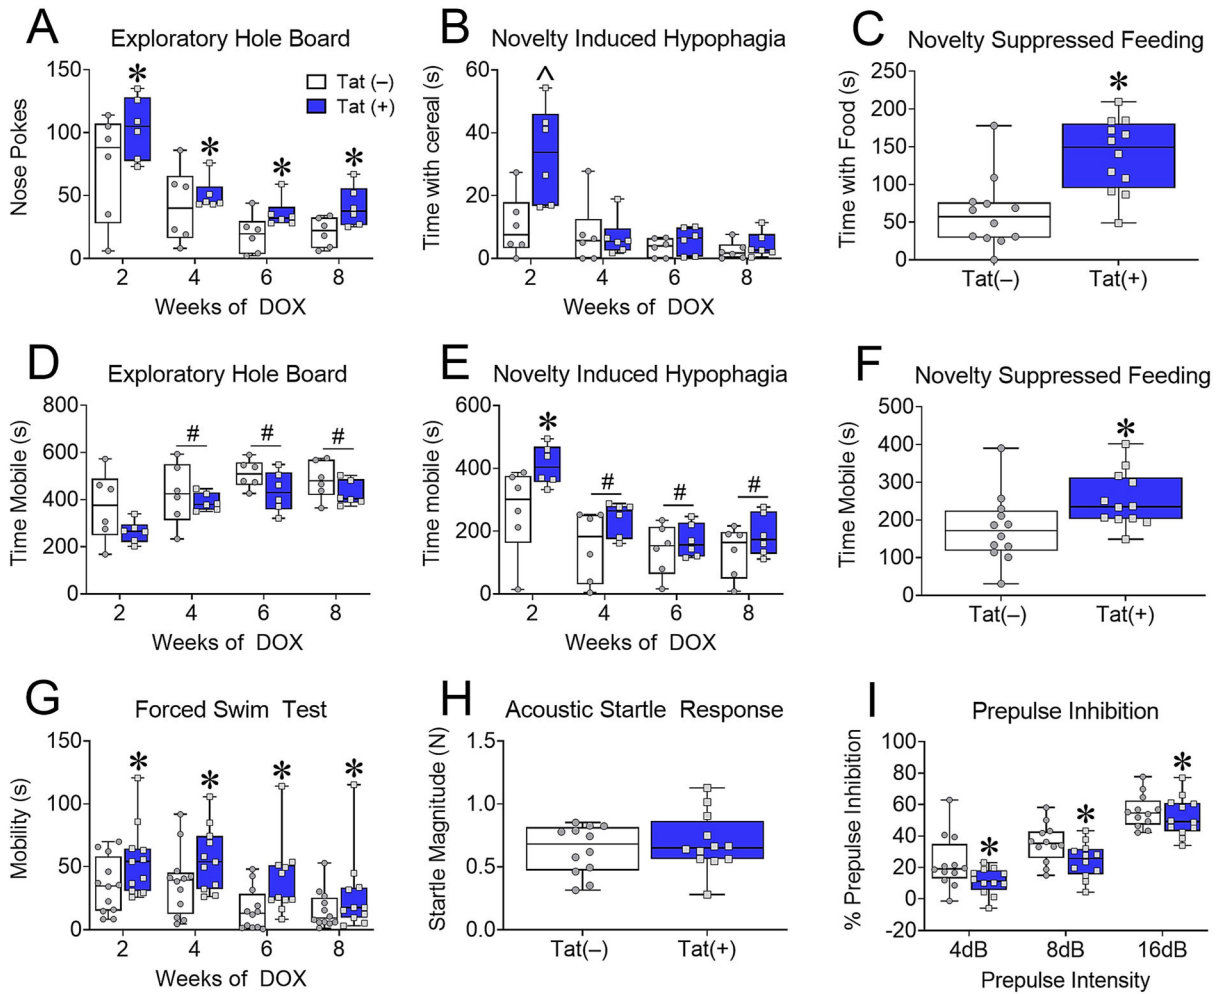 A
Exploratory Hole Board
Nose Pokes
150
100
50
0
Tat (–)
Tat (+)
*
*
*
*
2 4 6 8
Weeks of DOX
B
Novelty Induced Hypophagia
Time with cereal (s)
60
40
20
0
^
2 4 6 8
Weeks of DOX
C
Novelty Suppressed Feeding
Time with Food (s)
250
200
150
100
50
0
*
Tat(–) Tat(+)
D
Exploratory Hole Board
Time Mobile (s)
800
600
400
200
0
# # #
2 4 6 8
Weeks of DOX
E
Novelty Induced Hypophagia
Time mobile (s)
600
400
200
0
*
# # #
2 4 6 8
Weeks of DOX
F
Novelty Suppressed Feeding
Time Mobile (s)
500
400
300
200
100
0
*
Tat(–) Tat(+)
G
Forced Swim Test
Mobility (s)
150
100
50
0
* * * *
2 4 6 8
Weeks of DOX
H
Acoustic Startle Response
Startle Magnitude (N)
1.5
1.0
0.5
0.0
Tat(–) Tat(+)
I
Prepulse Inhibition
% Prepulse Inhibition
100
80
60
40
20
0
-20
* * *
4dB 8dB 16dB
Prepulse Intensity